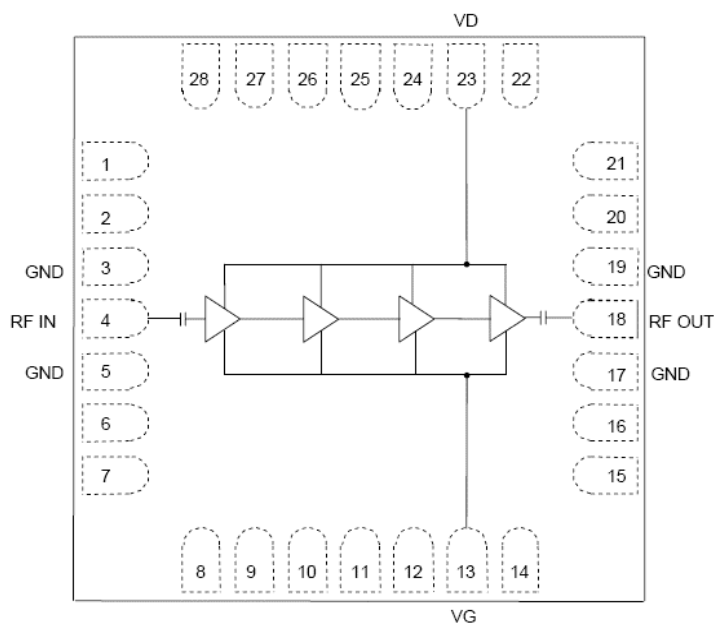 VD
28 27 26 25 24 23 22
1 21
2 20
GND 3 19 GND
RF IN 4 18 RF OUT
GND 5 17 GND
6 16
7 15
8 9 10 11 12 13 14
VG